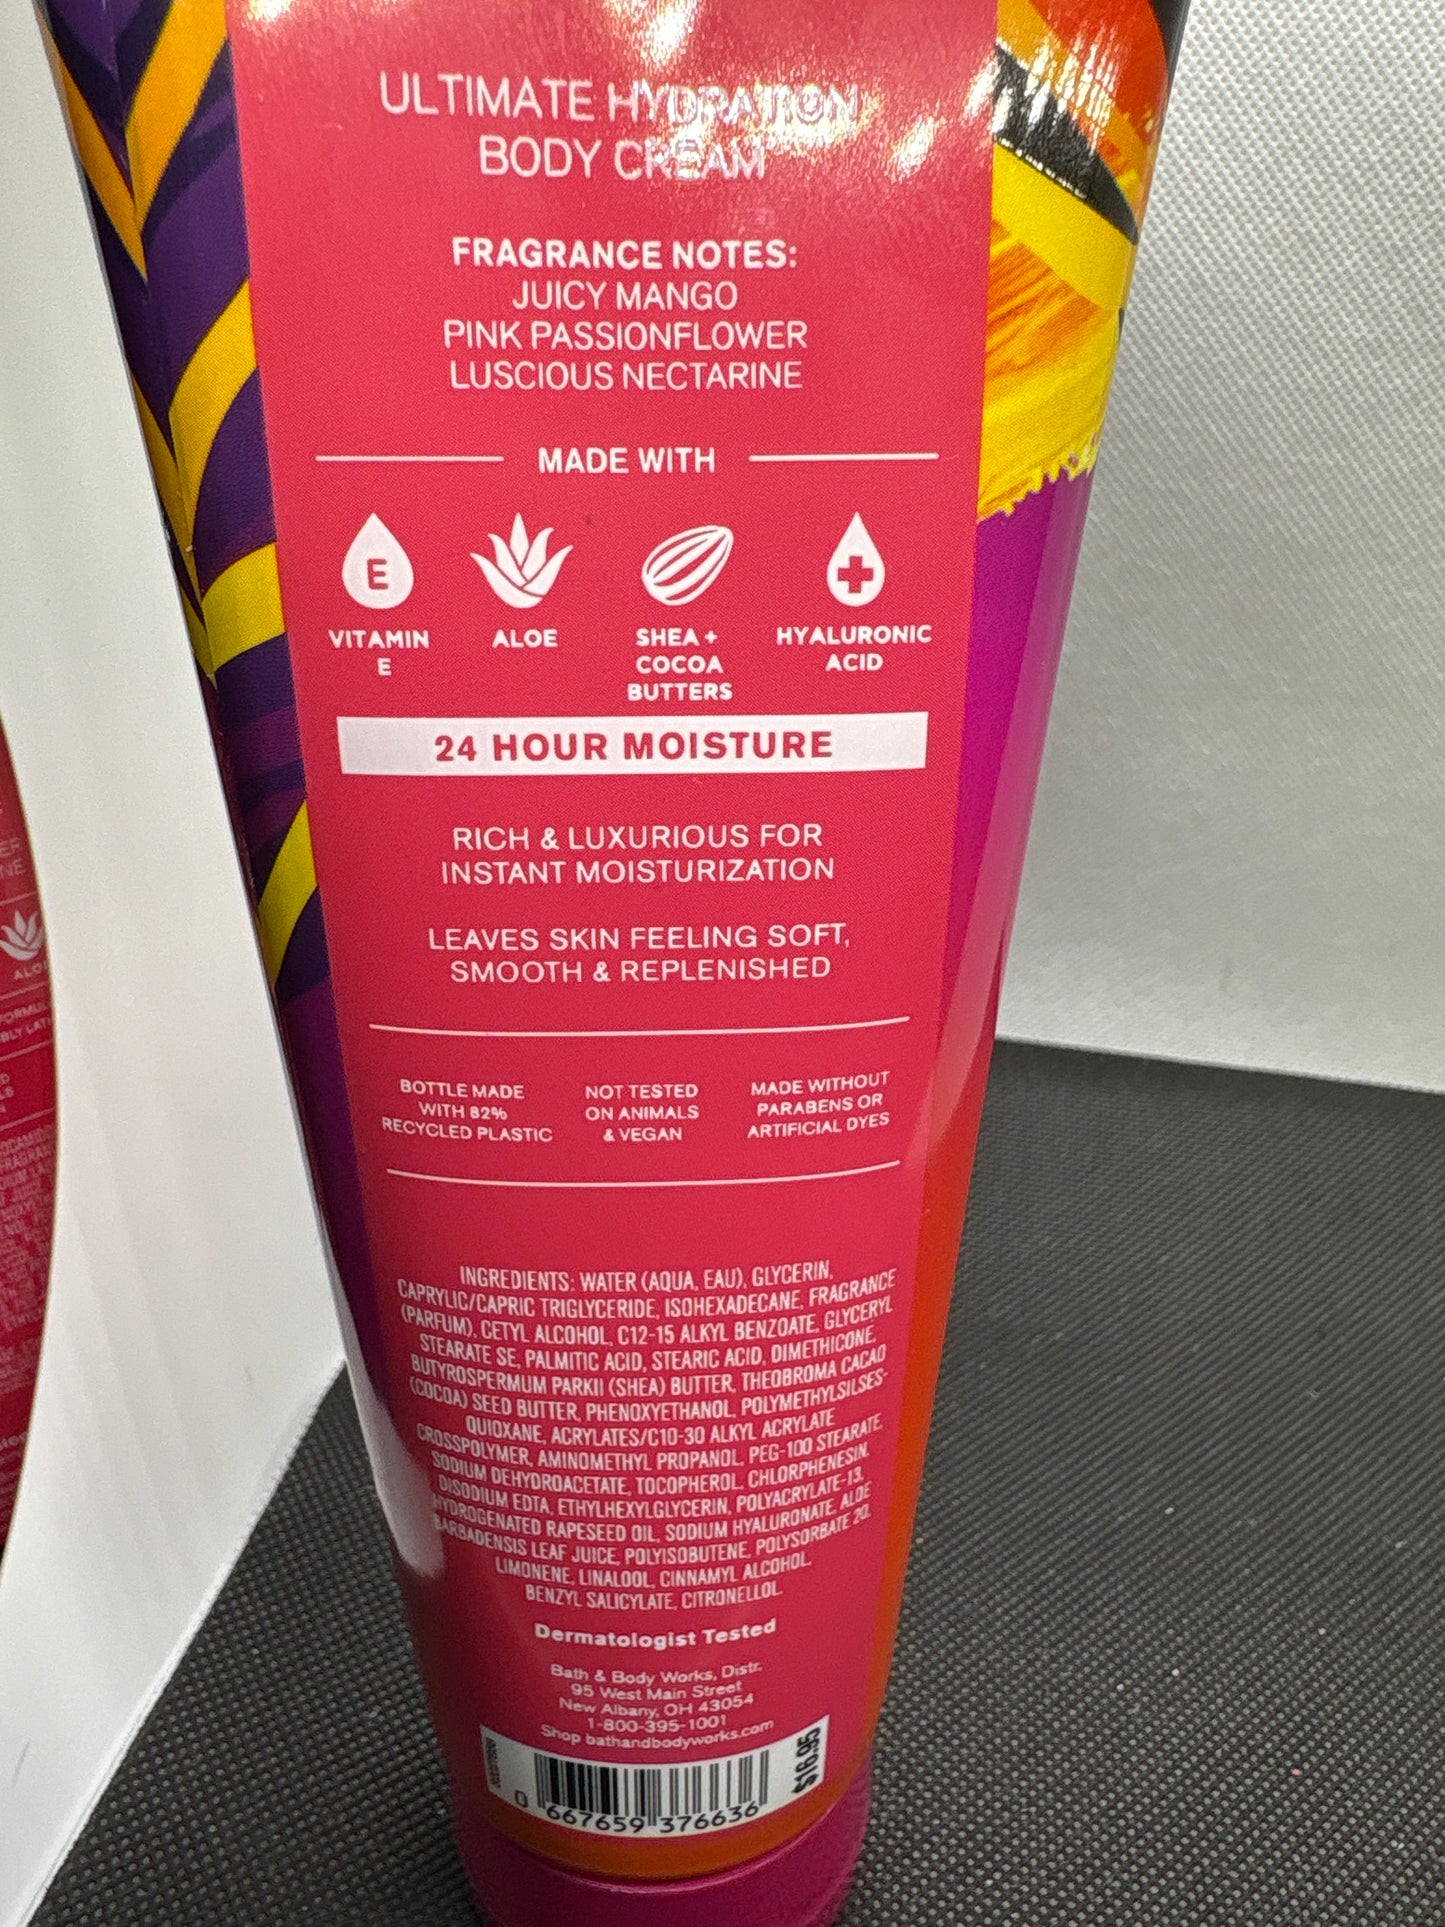 ULTIMATE HYDRATION
BODY CREAM
FRAGRANCE NOTES:
JUICY MANGO
PINK PASSIONFLOWER
LUSCIOUS NECTARINE
MADE WITH
E
VITAMIN
E
ALOE
SHEA +
COCOA
BUTTERS
HYALURONIC
ACID
24 HOUR MOISTURE
RICH & LUXURIOUS FOR
INSTANT MOISTURIZATION
LEAVES SKIN FEELING SOFT,
SMOOTH & REPLENISHED
BOTTLE MADE
WITH 82%
RECYCLED PLASTIC
NOT TESTED
ON ANIMALS
& VEGAN
MADE WITHOUT
PARABENS OR
ARTIFICIAL DYES
INGREDIENTS: WATER (AQUA, EAU), GLYCERIN,
CAPRYLIC/CAPRIC TRIGLYCERIDE, ISOHEXADECANE, FRAGRANCE
(PARFUM), CETYL ALCOHOL, C12-15 ALKYL BENZOATE, GLYCERYL
STEARATE SE, PALMITIC ACID, STEARIC ACID, DIMETHICONE,
BUTYROSPERMUM PARKII (SHEA) BUTTER, THEOBROMA CACAO
(COCOA) SEED BUTTER, PHENOXYETHANOL, POLYMETHYLSILSES-
QUIOXANE, ACRYLATES/C10-30 ALKYL ACRYLATE
CROSSPOLYMER, AMINOMETHYL PROPANOL, PEG-100 STEARATE,
SODIUM DEHYDROACETATE, TOCOPHEROL, CHLORPHENESIN,
DISODIUM EDTA, ETHYLHEXYLGLYCERIN, POLYACRYLATE-13,
HYDROGENATED RAPESEED OIL, SODIUM HYALURONATE, ALOE
BARBADENSIS LEAF JUICE, POLYISOBUTENE, POLYSORBATE 20,
LIMONENE, LINALOOL, CINNAMYL ALCOHOL,
BENZYL SALICYLATE, CITRONELLOL.
Dermatologist Tested
Bath & Body Works, Distr.
95 West Main Street
New Albany, OH 43054
1-800-395-1001
Shop bathandbodyworks.com
$16.95
0 667659 376636
ALOE